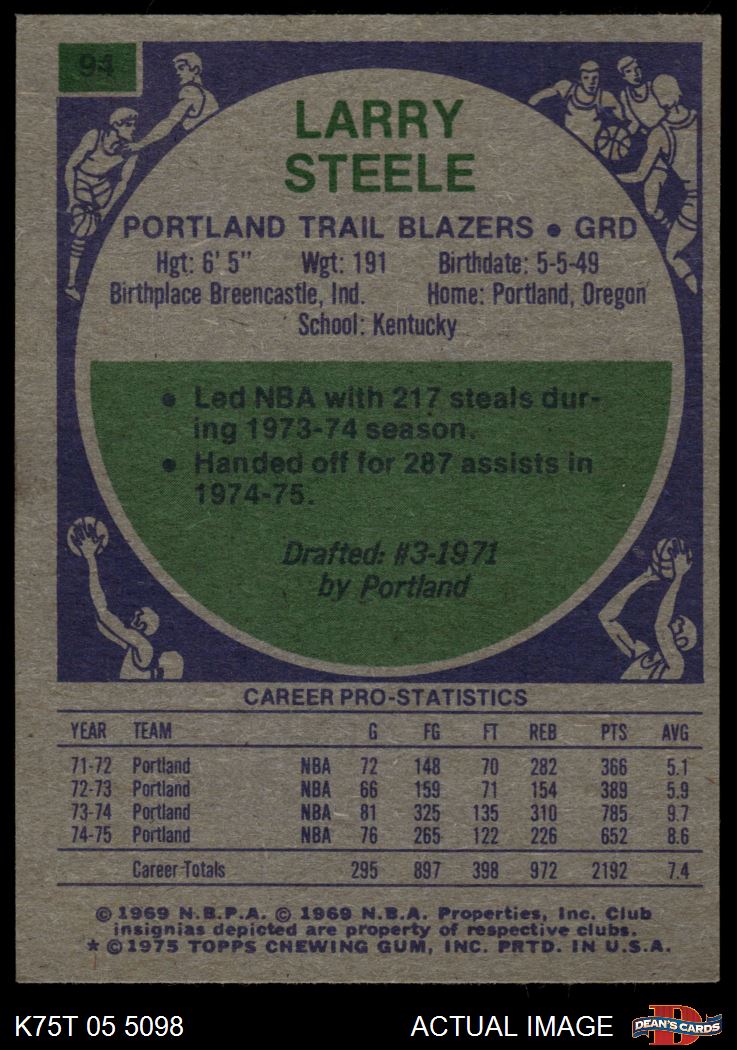 94
LARRY
STEELE
PORTLAND TRAIL BLAZERS • GRD
Hgt: 6' 5" Wgt: 191 Birthdate: 5-5-49
Birthplace Breencastle, Ind. Home: Portland, Oregon
School: Kentucky
• Led NBA with 217 steals dur-
ing 1973-74 season.
• Handed off for 287 assists in
1974-75.
Drafted: #3-1971
by Portland
CAREER PRO-STATISTICS
YEAR TEAM G FG FT REB PTS AVG
71-72 Portland NBA 72 148 70 282 366 5.1
72-73 Portland NBA 66 159 71 154 389 5.9
73-74 Portland NBA 81 325 135 310 785 9.7
74-75 Portland NBA 76 265 122 226 652 8.6
Career Totals 295 897 398 972 2192 7.4
© 1969 N.B.P.A. © 1969 N.B.A. Properties, Inc. Club
insignias depicted are property of respective clubs.
* © 1975 TOPPS CHEWING GUM, INC. PRTD. IN U.S.A.
K75T 05 5098 ACTUAL IMAGE DEAN'S CARDS